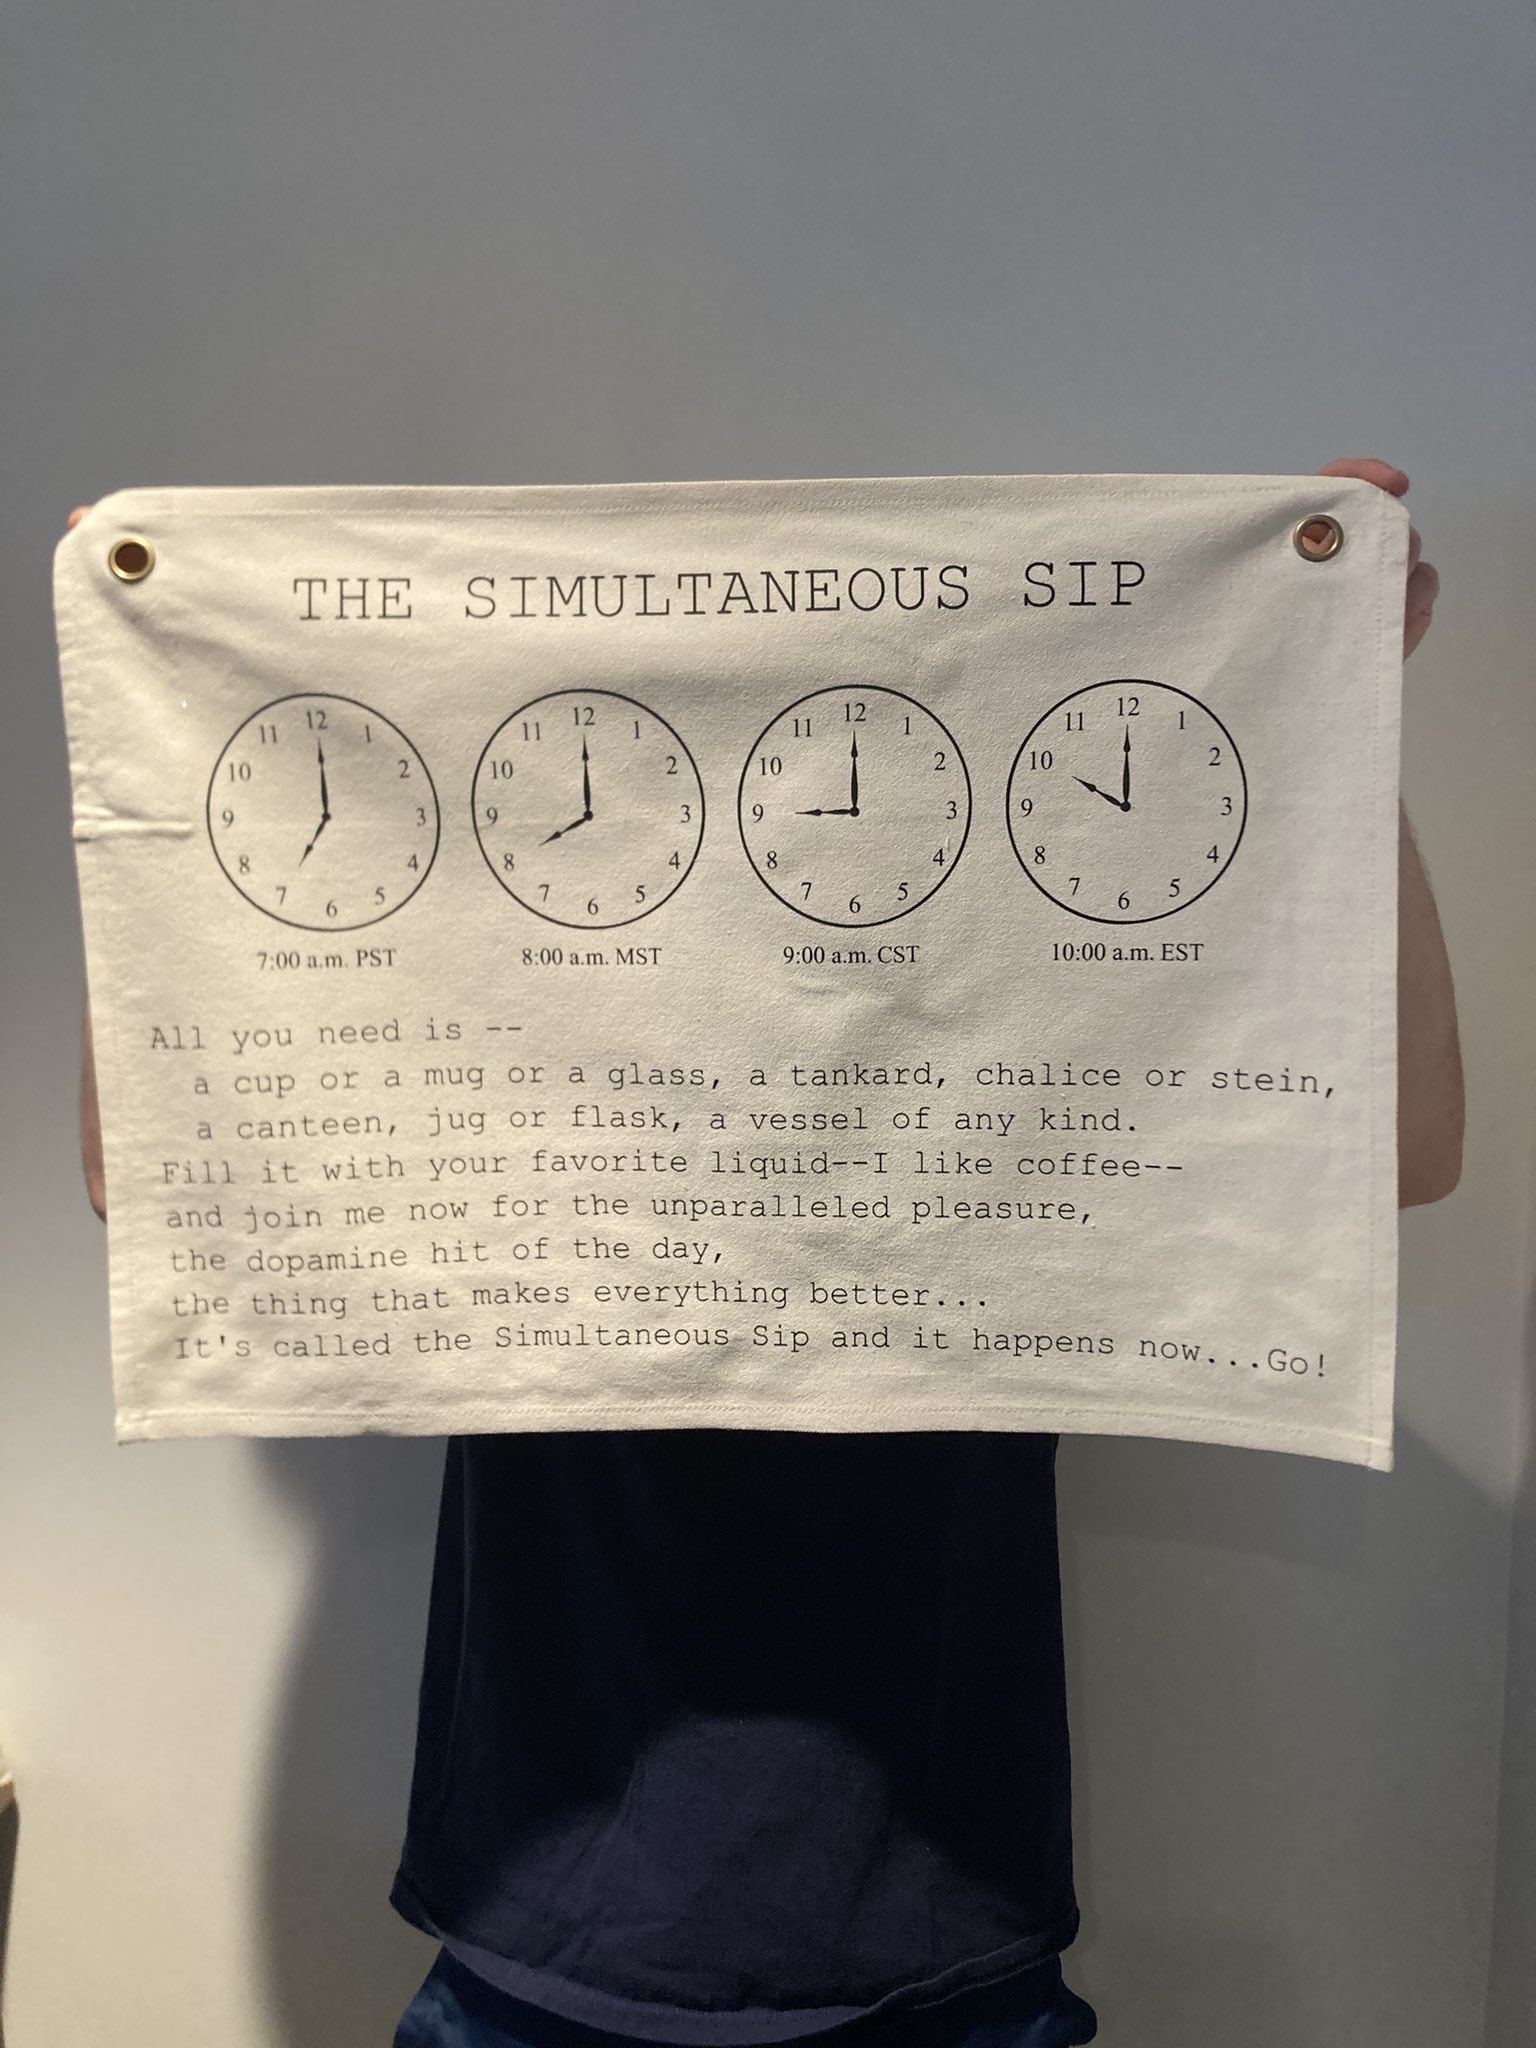 THE SIMULTANEOUS SIP
12 1 2 3 4 5 6 7 8 9 10 11
12 1 2 3 4 5 6 7 8 9 10 11
12 1 2 3 4 5 6 7 8 9 10 11
12 1 2 3 4 5 6 7 8 9 10 11
7:00 a.m. PST 8:00 a.m. MST 9:00 a.m. CST 10:00 a.m. EST
All you need is --
a cup or a mug or a glass, a tankard, chalice or stein,
a canteen, jug or flask, a vessel of any kind.
Fill it with your favorite liquid--I like coffee--
and join me now for the unparalleled pleasure,
the dopamine hit of the day,
the thing that makes everything better...
It's called the Simultaneous Sip and it happens now...Go!